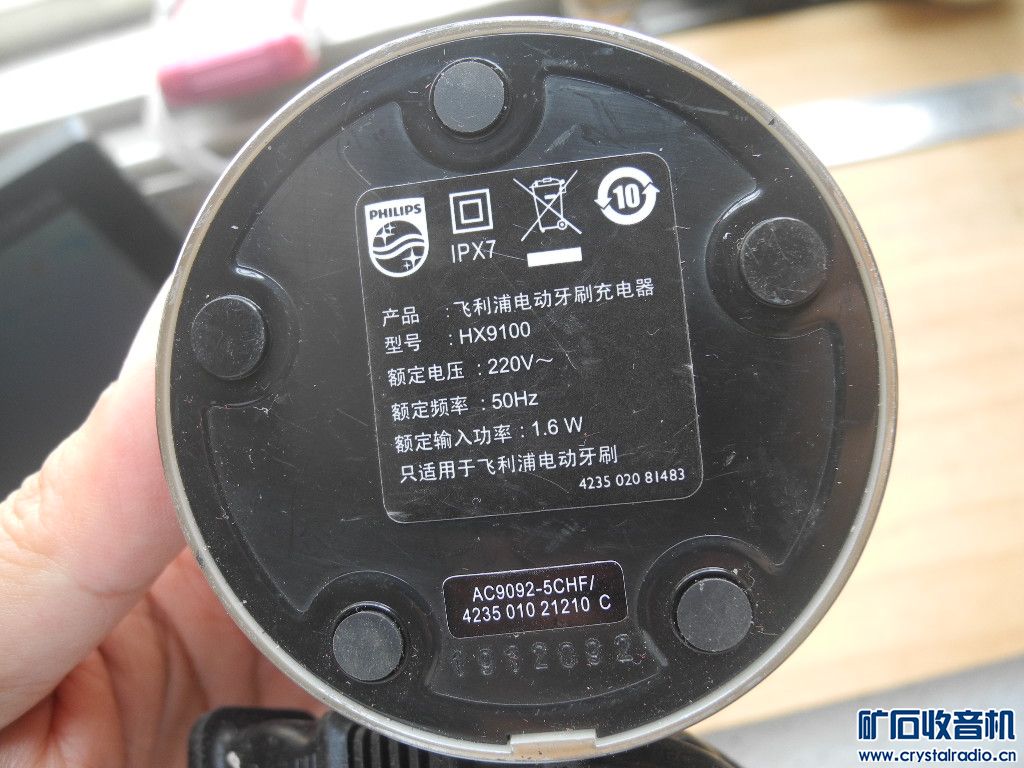 PHILIPS
IPX7
10
产品 : 飞利浦电动牙刷充电器
型号 : HX9100
额定电压 : 220V～
额定频率 : 50Hz
额定输入功率 : 1.6 W
只适用于飞利浦电动牙刷
4235 020 81483
AC9092-5CHF/
4235 010 21210 C
矿石收音机
www.crystalradio.cn